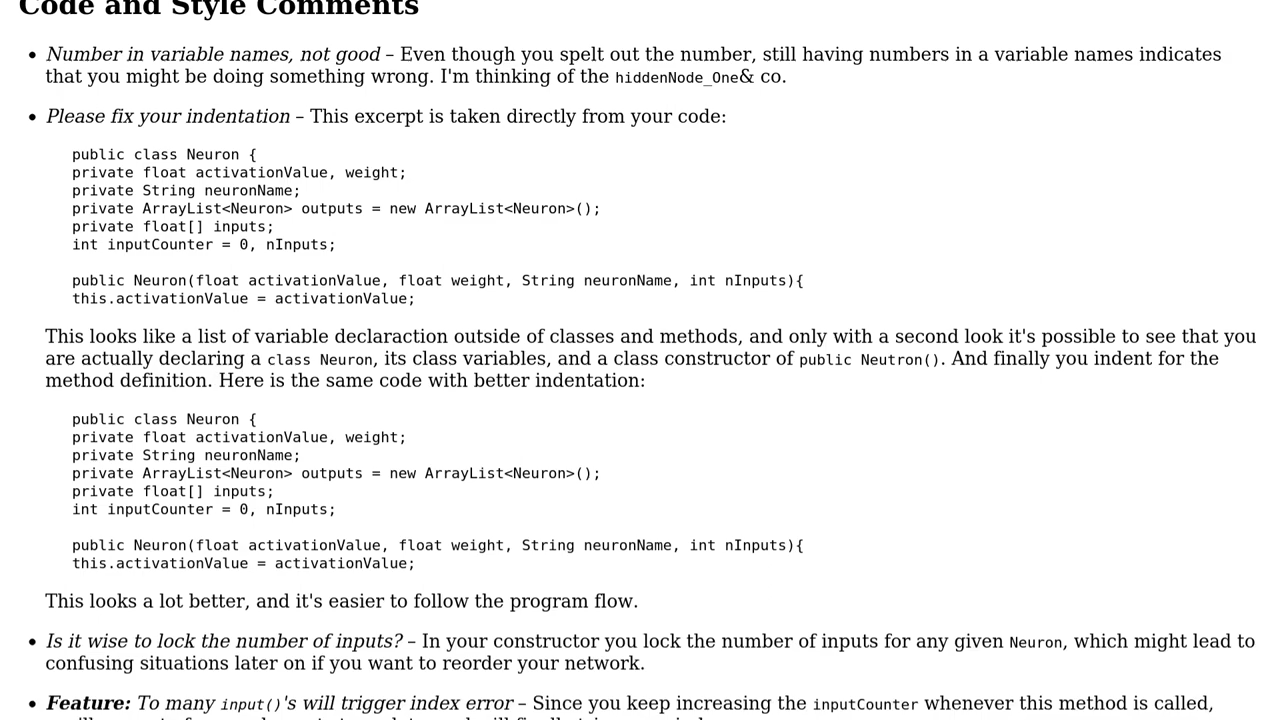 Code and Style Comments
• Number in variable names, not good – Even though you spelt out the number, still having numbers in a variable names indicates
that you might be doing something wrong. I'm thinking of the hiddenNode_One& co.
• Please fix your indentation – This excerpt is taken directly from your code:
public class Neuron {
private float activationValue, weight;
private String neuronName;
private ArrayList<Neuron> outputs = new ArrayList<Neuron>();
private float[] inputs;
int inputCounter = 0, nInputs;
public Neuron(float activationValue, float weight, String neuronName, int nInputs){
this.activationValue = activationValue;
This looks like a list of variable declaraction outside of classes and methods, and only with a second look it's possible to see that you
are actually declaring a class Neuron, its class variables, and a class constructor of public Neutron(). And finally you indent for the
method definition. Here is the same code with better indentation:
public class Neuron {
private float activationValue, weight;
private String neuronName;
private ArrayList<Neuron> outputs = new ArrayList<Neuron>();
private float[] inputs;
int inputCounter = 0, nInputs;
public Neuron(float activationValue, float weight, String neuronName, int nInputs){
this.activationValue = activationValue;
This looks a lot better, and it's easier to follow the program flow.
• Is it wise to lock the number of inputs? – In your constructor you lock the number of inputs for any given Neuron, which might lead to
confusing situations later on if you want to reorder your network.
• Feature: To many input()'s will trigger index error – Since you keep increasing the inputCounter whenever this method is called,